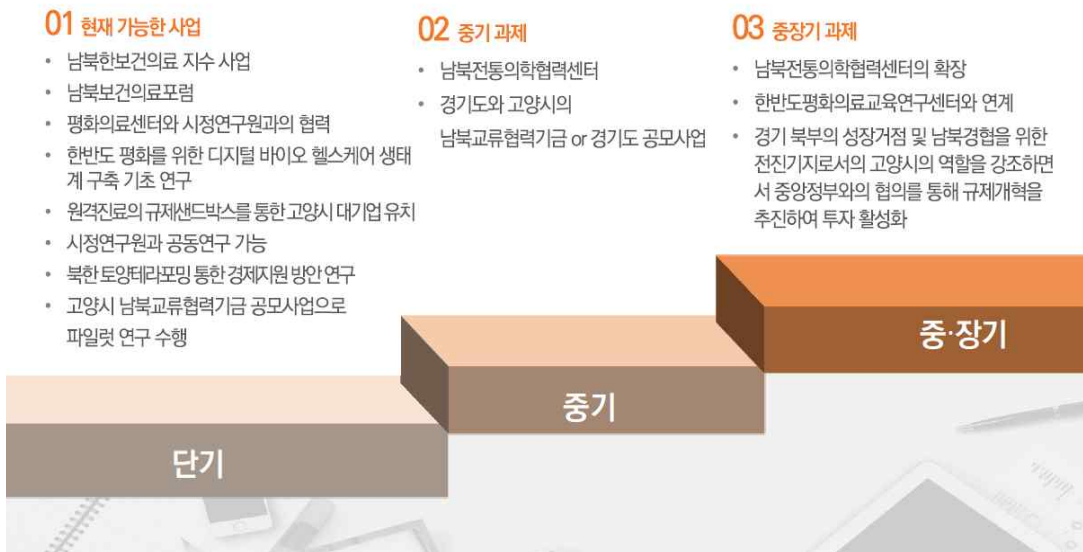 01 현재 가능한 사업
• 남북한보건의료 지수 사업
• 남북보건의료포럼
• 평화의료센터와 시정연구원과의 협력
• 한반도 평화를 위한 디지털 바이오 헬스케어 생태
계 구축 기초 연구
• 원격진료의 규제샌드박스를 통한 고양시 대기업 유치
• 시정연구원과 공동연구 가능
• 북한 토양테라포밍 통한 경제지원 방안 연구
• 고양시 남북교류협력기금 공모사업으로
파일럿 연구 수행
단기
02 중기 과제
• 남북전통의학협력센터
• 경기도와 고양시의
남북교류협력기금 or 경기도 공모사업
중기
03 중장기 과제
• 남북전통의학협력센터의 확장
• 한반도평화의료교육연구센터와 연계
• 경기 북부의 성장거점 및 남북경협을 위한
전진기지로서의 고양시의 역할을 강조하면
서 중앙정부와의 협의를 통해 규제개혁을
추진하여 투자 활성화
중·장기